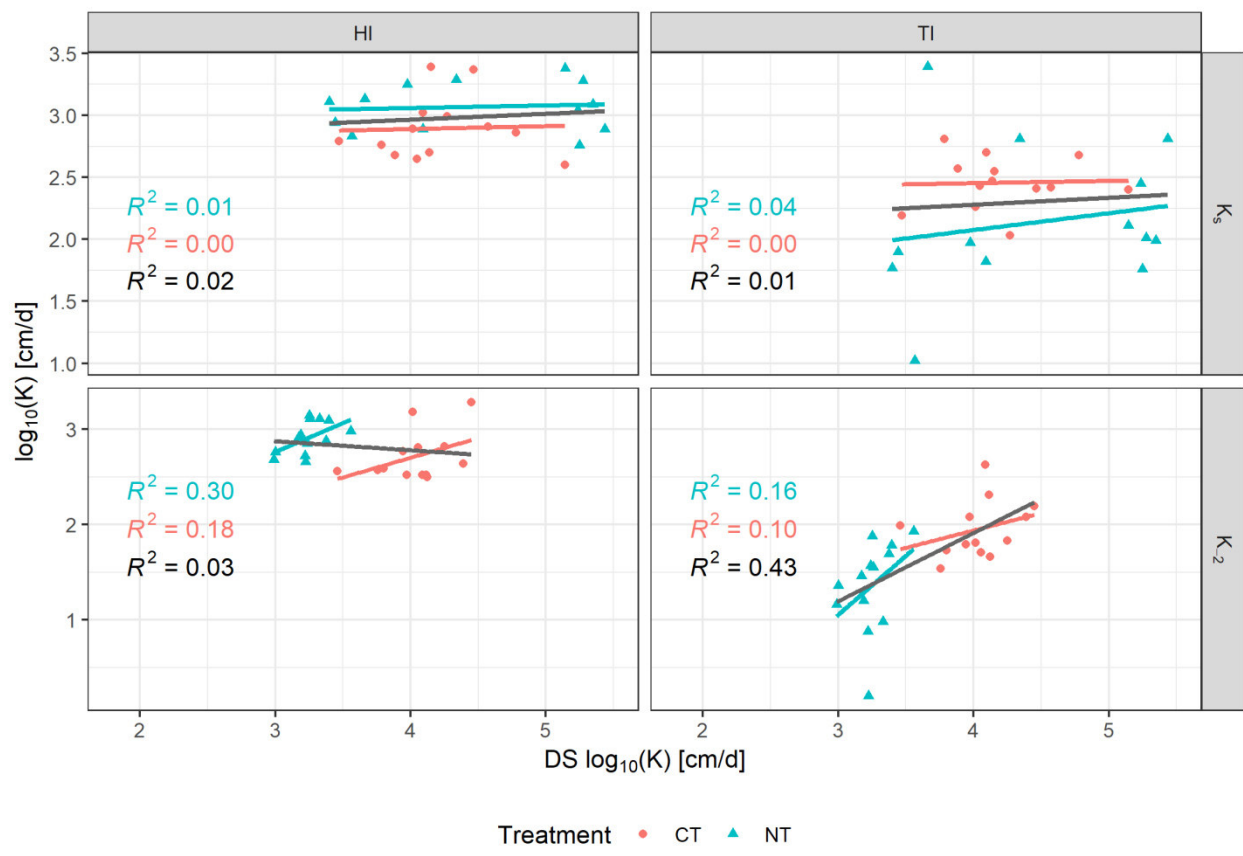 HI
TI
3.5
3.0
2.5
2.0
1.5
1.0
R² = 0.01
R² = 0.00
R² = 0.02
R² = 0.04
R² = 0.00
R² = 0.01
Kₛ
log₁₀(K) [cm/d]
3
2
1
R² = 0.30
R² = 0.18
R² = 0.03
R² = 0.16
R² = 0.10
R² = 0.43
K₋₂
2 3 4 5
2 3 4 5
DS log₁₀(K) [cm/d]
Treatment CT NT